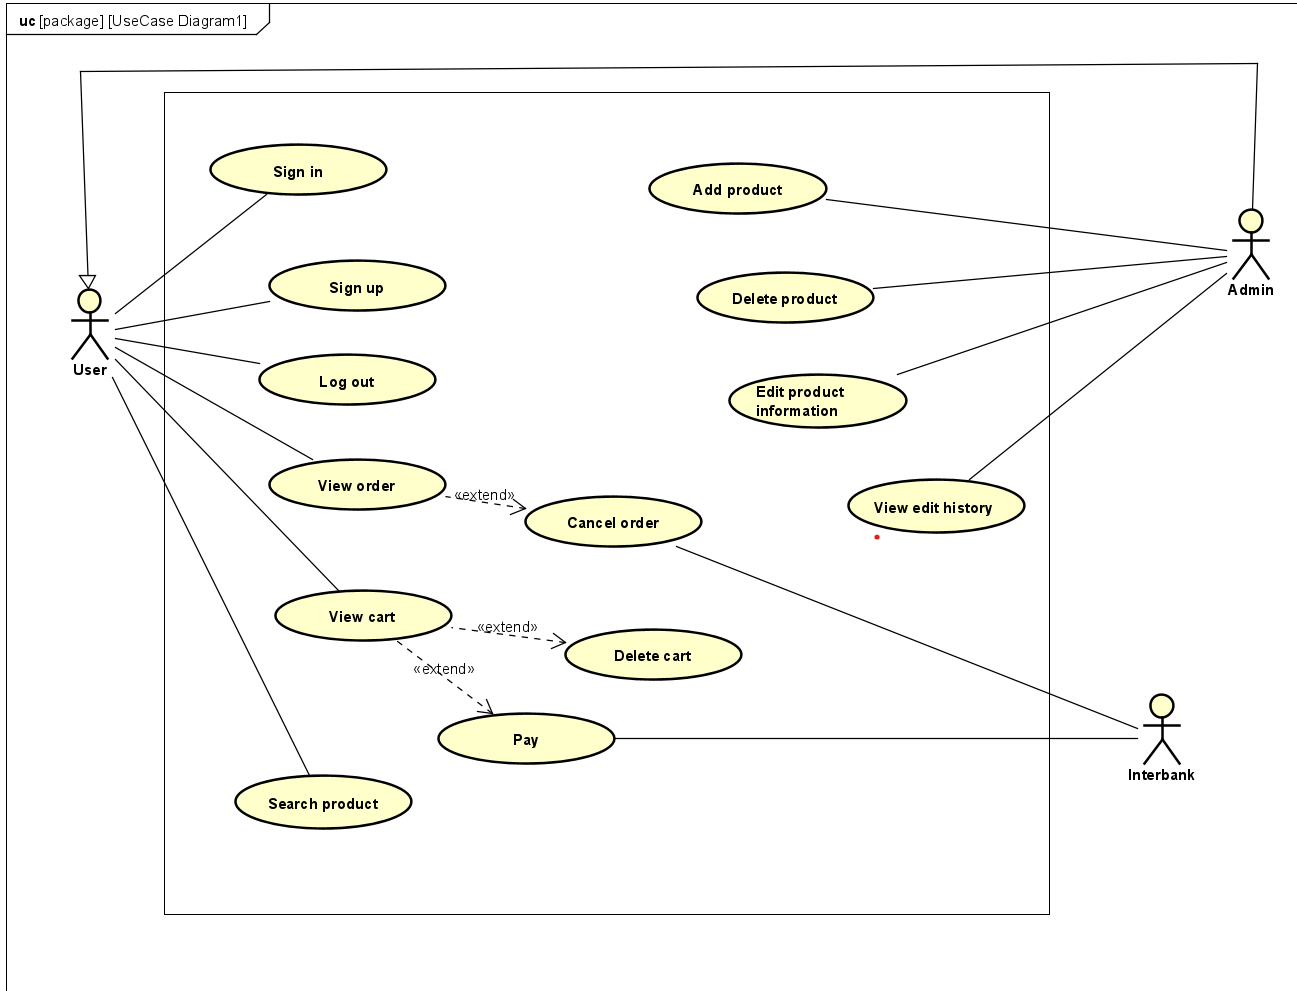 uc [package] [UseCase Diagram1]
Sign in
Add product
Sign up
Delete product
Admin
User
Log out
Edit product
information
View order
«extend»
Cancel order
View edit history
View cart
«extend»
Delete cart
«extend»
Pay
Interbank
Search product